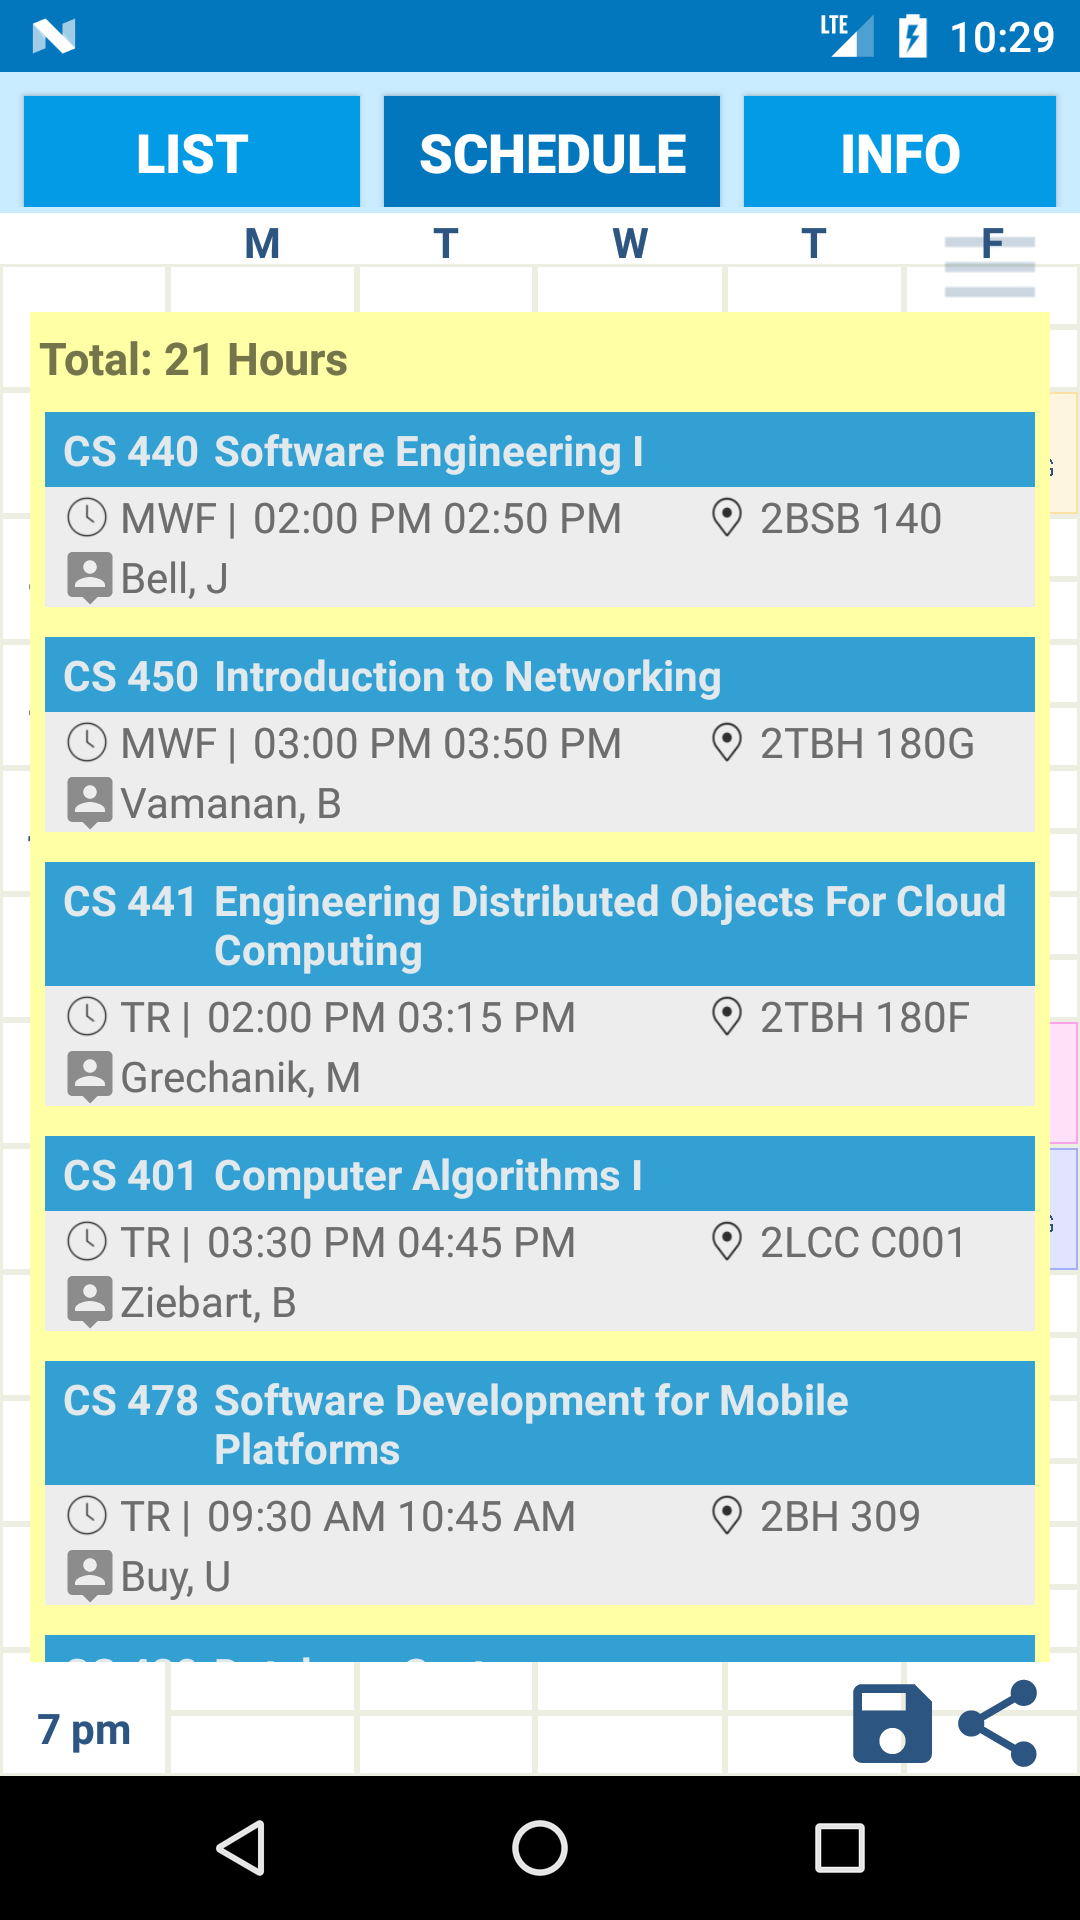 LTE 10:29
LIST SCHEDULE INFO
M T W T F
Total: 21 Hours
CS 440 Software Engineering I
MWF | 02:00 PM 02:50 PM 2BSB 140
Bell, J
CS 450 Introduction to Networking
MWF | 03:00 PM 03:50 PM 2TBH 180G
Vamanan, B
CS 441 Engineering Distributed Objects For Cloud
Computing
TR | 02:00 PM 03:15 PM 2TBH 180F
Grechanik, M
CS 401 Computer Algorithms I
TR | 03:30 PM 04:45 PM 2LCC C001
Ziebart, B
CS 478 Software Development for Mobile
Platforms
TR | 09:30 AM 10:45 AM 2BH 309
Buy, U
7 pm